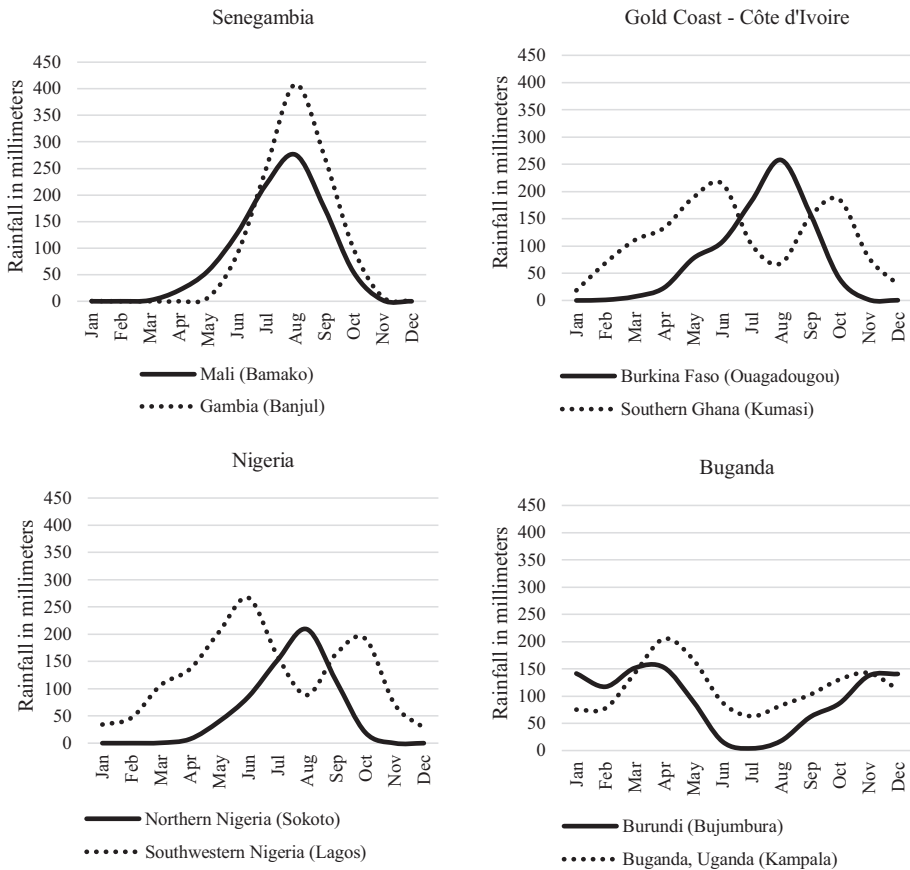 Senegambia
Rainfall in millimeters
450
400
350
300
250
200
150
100
50
0
Jan
Feb
Mar
Apr
May
Jun
Jul
Aug
Sep
Oct
Nov
Dec
Mali (Bamako)
Gambia (Banjul)
Gold Coast - Côte d'Ivoire
Rainfall in millimeters
450
400
350
300
250
200
150
100
50
0
Jan
Feb
Mar
Apr
May
Jun
Jul
Aug
Sep
Oct
Nov
Dec
Burkina Faso (Ouagadougou)
Southern Ghana (Kumasi)
Nigeria
Rainfall in millimeters
450
400
350
300
250
200
150
100
50
0
Jan
Feb
Mar
Apr
May
Jun
Jul
Aug
Sep
Oct
Nov
Dec
Northern Nigeria (Sokoto)
Southwestern Nigeria (Lagos)
Buganda
Rainfall in millimeters
450
400
350
300
250
200
150
100
50
0
Jan
Feb
Mar
Apr
May
Jun
Jul
Aug
Sep
Oct
Nov
Dec
Burundi (Bujumbura)
Buganda, Uganda (Kampala)